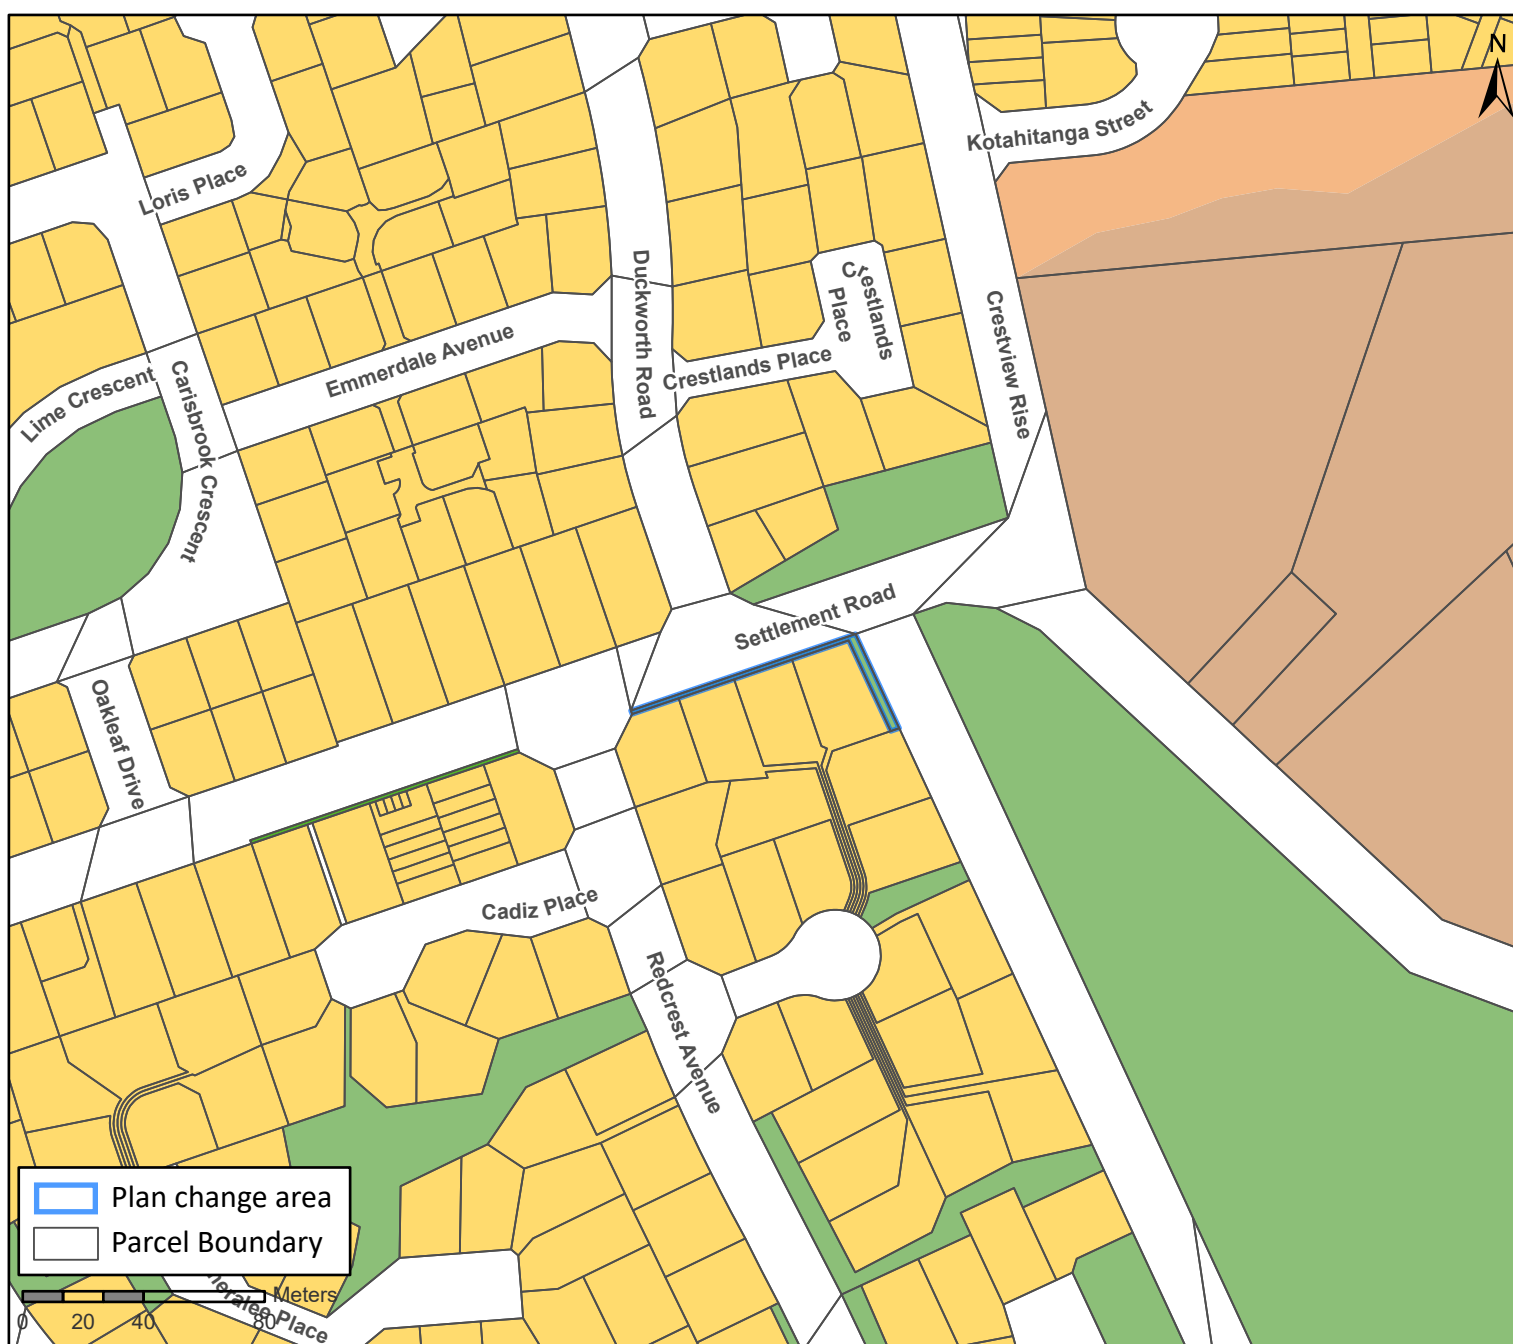 N
Kotahitanga Street
Loris Place
Duckworth Road
Crestlands
Place
Crestlands
Crestview Rise
Emmerdale Avenue
Crestlands Place
Lime Crescent
Carisbrook Crescent
Settlement Road
Oakleaf Drive
Cadiz Place
Redcrest Avenue
Plan change area
Parcel Boundary
Place
Meters
0 20 40 80